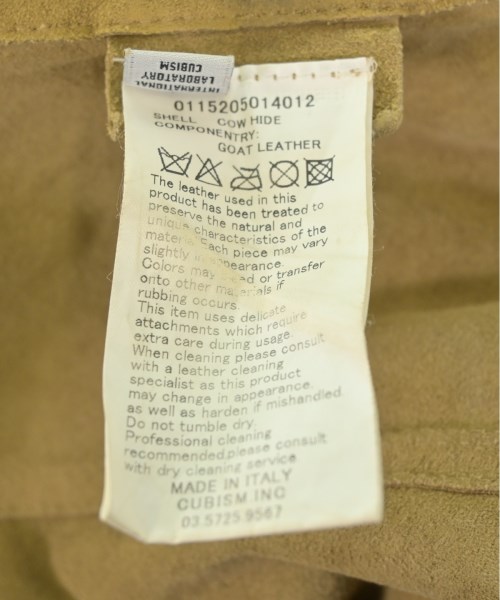 INTERNATIONAL
LABORATORY
CUBISM
0115205014012
SHELL COW HIDE
COMPONENTRY:
GOAT LEATHER
The leather used in this
product has been treated to
preserve the natural and
unique characteristics of the
material. Each piece may vary
slightly in appearance.
Colors may or transfer
onto other materials if
rubbing occurs.
This item uses delicate
attachments which require
extra care during usage.
When cleaning please consult
with a leather cleaning
specialist as this product
may change in appearance.
as well as harden if mishandled.
Do not tumble dry.
Professional cleaning
recommended.please consult
with dry cleaning service.
MADE IN ITALY
CUBISM INC
03.5725.9567